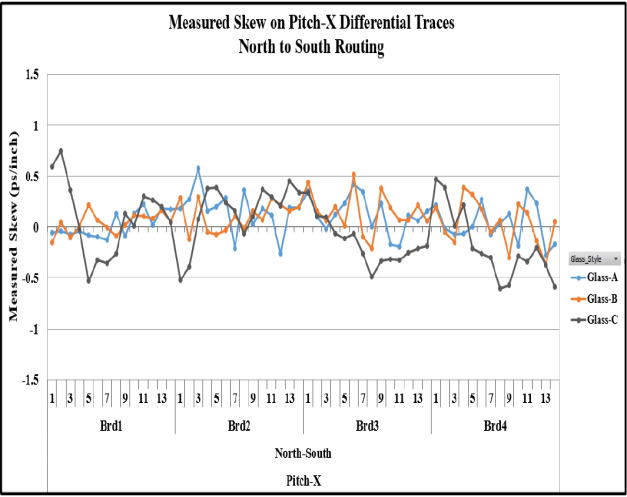 Measured Skew on Pitch-X Differential Traces
North to South Routing
Measured Skew (ps/inch)
1.5
1
0.5
0
-0.5
-1
-1.5
1 3 5 7 9 11 13 1 3 5 7 9 11 13 1 3 5 7 9 11 13 1 3 5 7 9 11 13
Brd1 Brd2 Brd3 Brd4
North-South
Pitch-X
Glass_Style
Glass-A
Glass-B
Glass-C